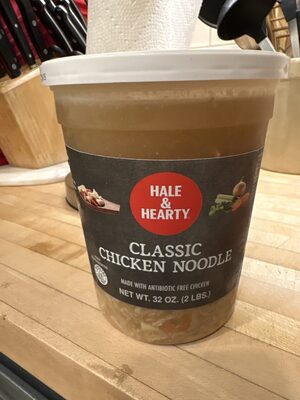 HALE
&
HEARTY
CLASSIC
CHICKEN NOODLE
MADE WITH ANTIBIOTIC FREE CHICKEN
NET WT. 32 OZ. (2 LBS.)